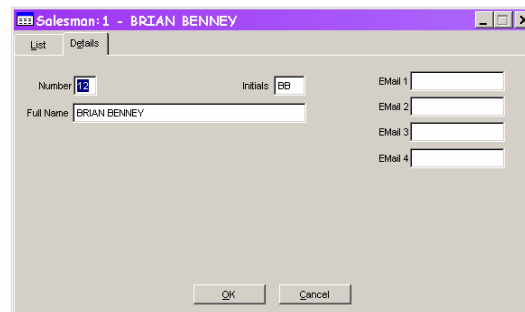 Salesman:1 - BRIAN BENNEY
List Details
Number 12 Initials BB EMail 1
Full Name BRIAN BENNEY EMail 2
EMail 3
EMail 4
OK Cancel